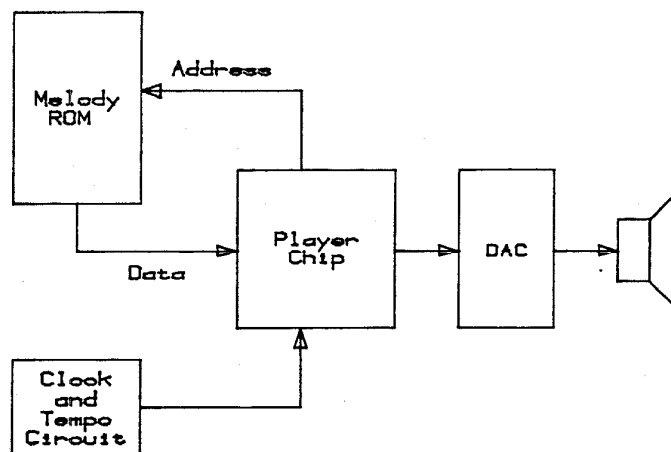 Melody
ROM
Address
Player
Chip
DAC
Data
Clock
and
Tempo
Circuit